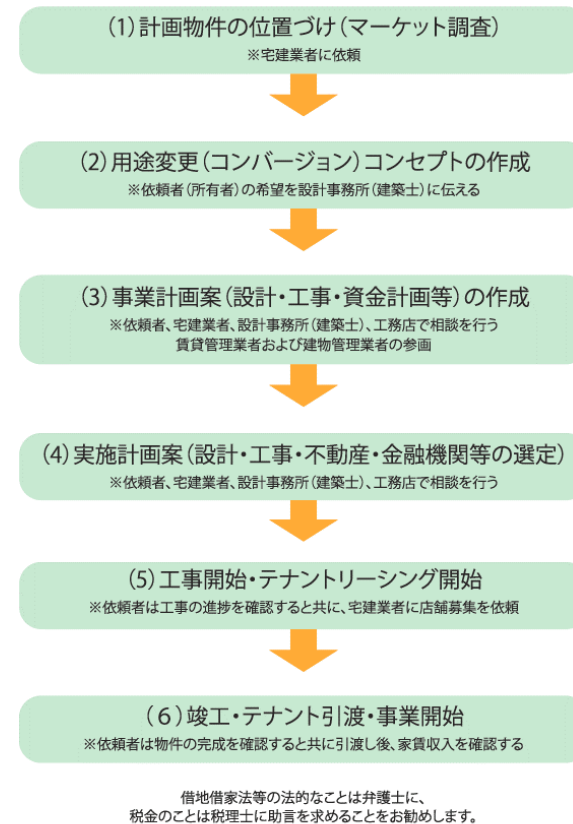 (1)計画物件の位置づけ(マーケット調査)
※宅建業者に依頼
(2)用途変更(コンバージョン)コンセプトの作成
※依頼者(所有者)の希望を設計事務所(建築士)に伝える
(3)事業計画案(設計・工事・資金計画等)の作成
※依頼者、宅建業者、設計事務所(建築士)、工務店で相談を行う
賃貸管理業者および建物管理業者の参画
(4)実施計画案(設計・工事・不動産・金融機関等の選定)
※依頼者、宅建業者、設計事務所(建築士)、工務店で相談を行う
(5)工事開始・テナントリーシング開始
※依頼者は工事の進捗を確認すると共に、宅建業者に店舗募集を依頼
(6)竣工・テナント引渡・事業開始
※依頼者は物件の完成を確認すると共に引渡し後、家賃収入を確認する
借地借家法等の法的なことは弁護士に、
税金のことは税理士に助言を求めることをお勧めします。